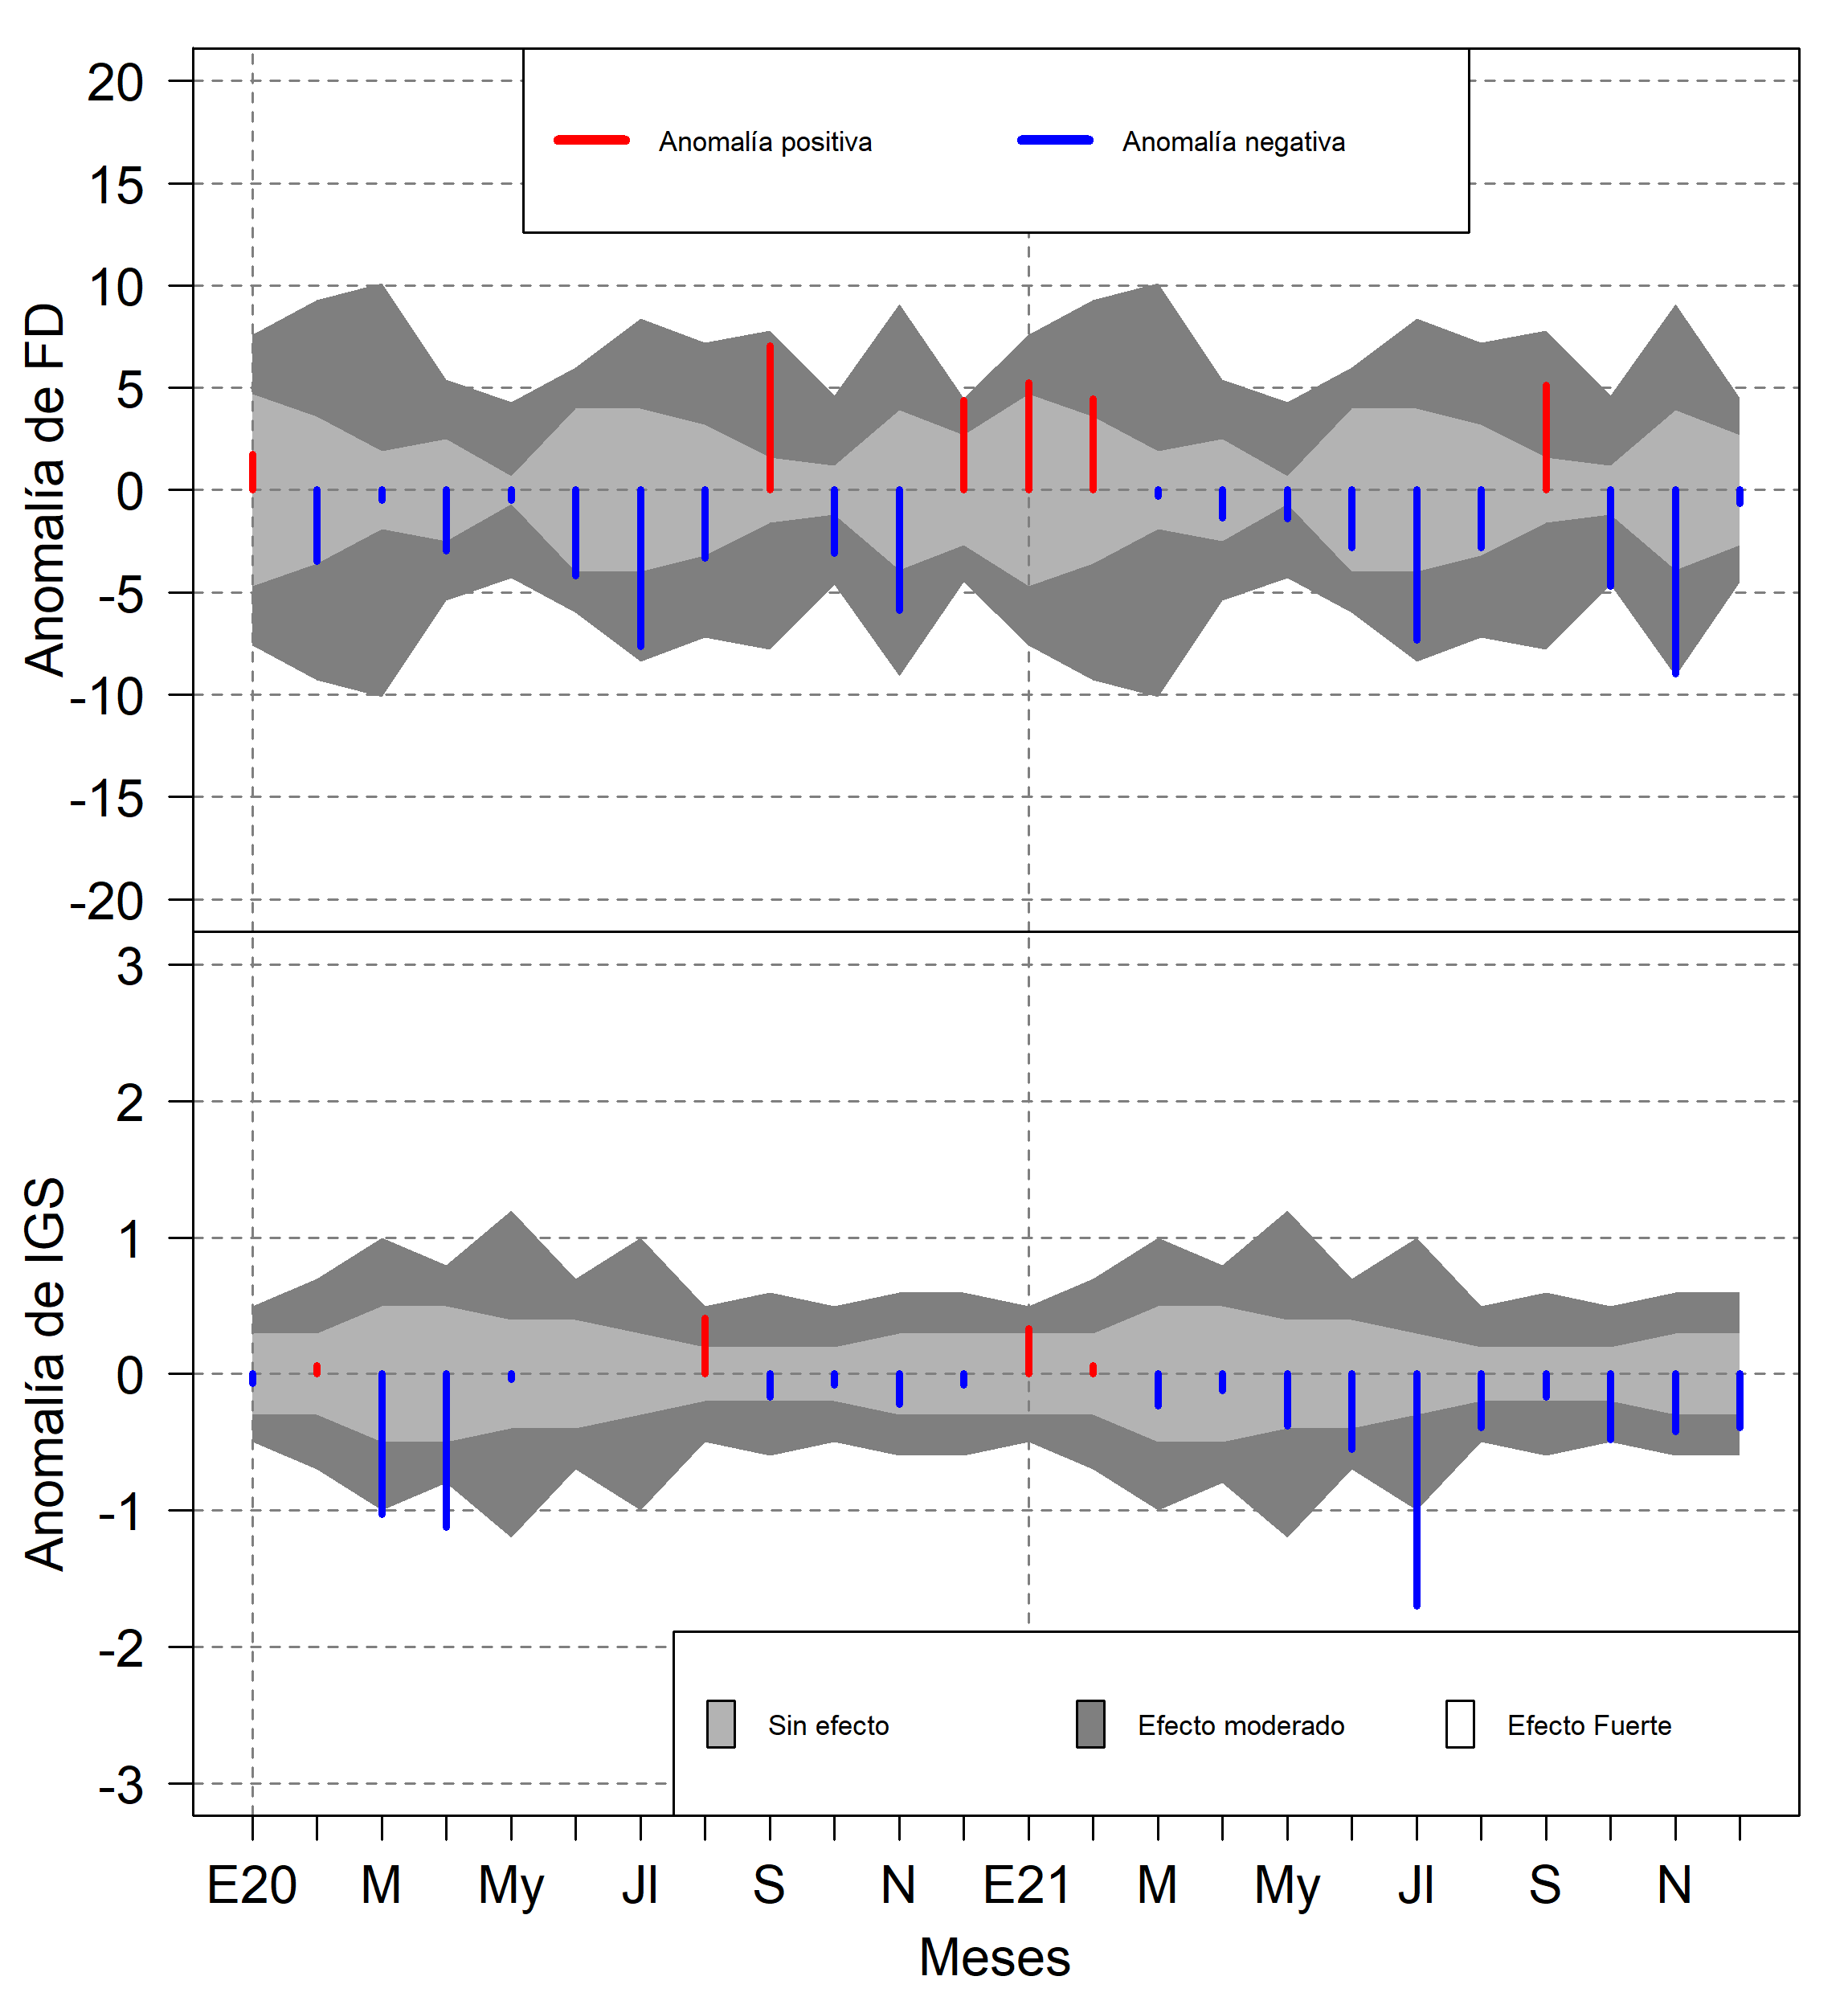 Anomalía positiva Anomalía negativa
Anomalía de FD
20
15
10
5
0
-5
-10
-15
-20
Anomalía de IGS
3
2
1
0
-1
-2
-3
Sin efecto Efecto moderado Efecto Fuerte
E20 M My Jl S N E21 M My Jl S N
Meses